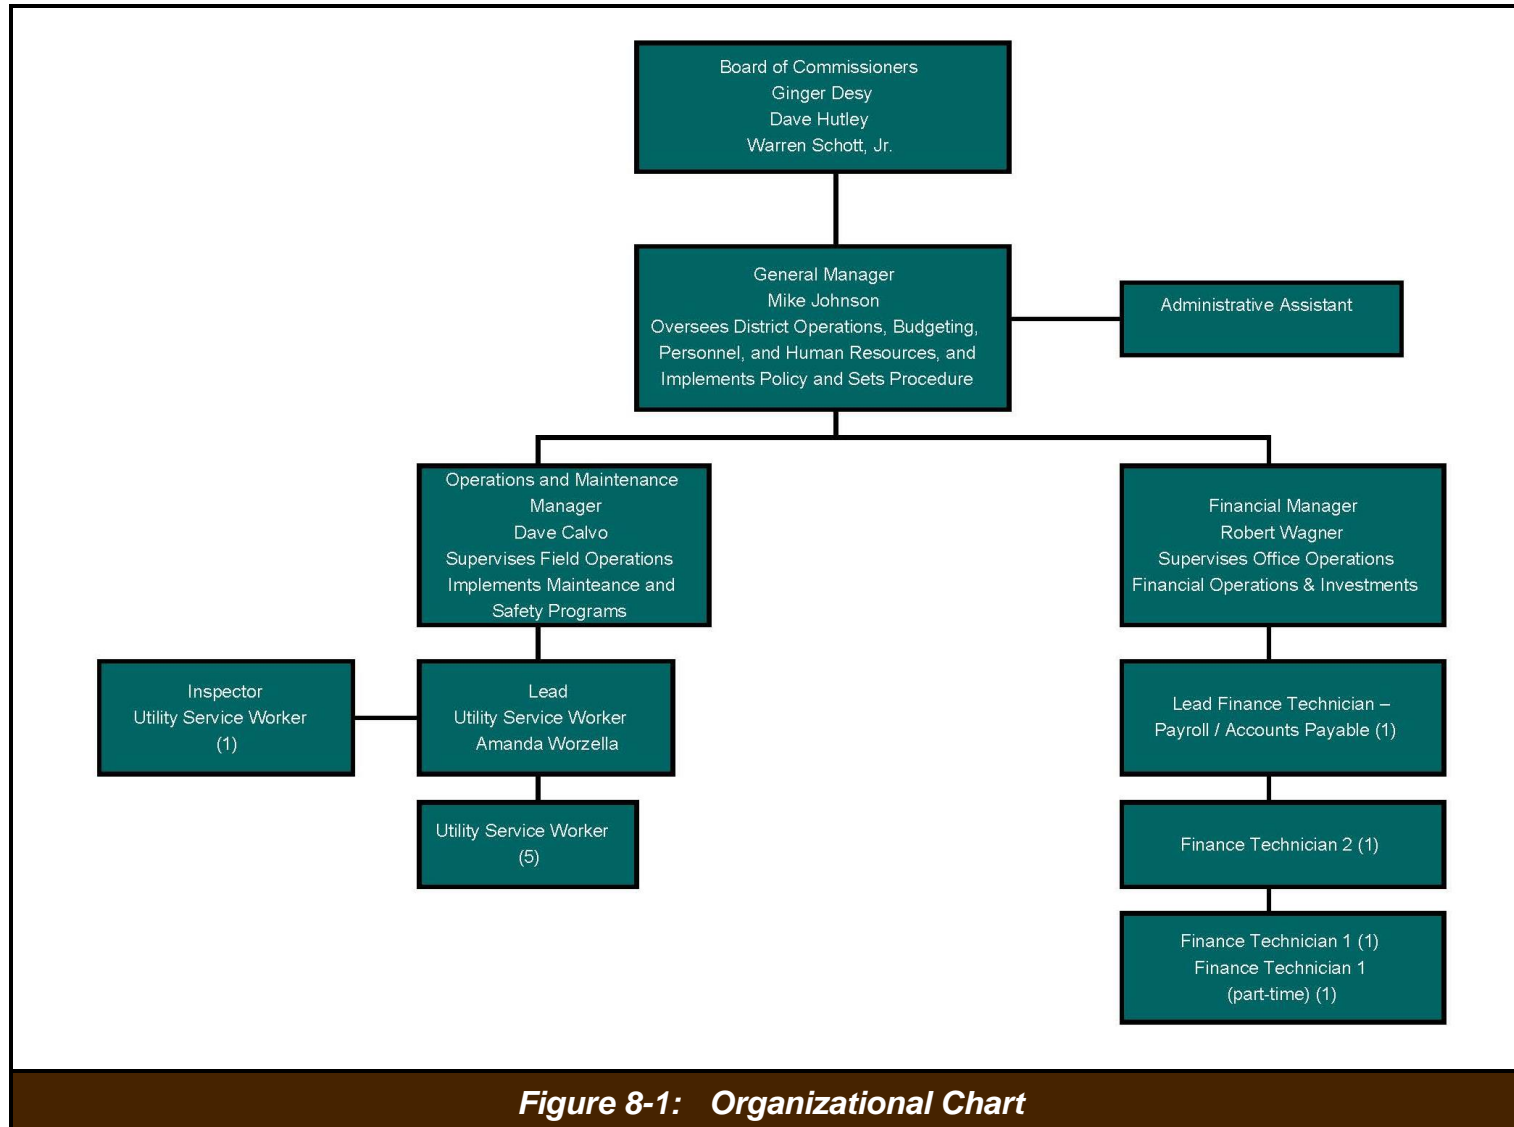 Board of Commissioners
Ginger Desy
Dave Hutley
Warren Schott, Jr.
General Manager
Mike Johnson
Oversees District Operations, Budgeting,
Personnel, and Human Resources, and
Implements Policy and Sets Procedure
Administrative Assistant
Operations and Maintenance
Manager
Dave Calvo
Supervises Field Operations
Implements Mainteance and
Safety Programs
Financial Manager
Robert Wagner
Supervises Office Operations
Financial Operations & Investments
Inspector
Utility Service Worker
(1)
Lead
Utility Service Worker
Amanda Worzella
Lead Finance Technician –
Payroll / Accounts Payable (1)
Utility Service Worker
(5)
Finance Technician 2 (1)
Finance Technician 1 (1)
Finance Technician 1
(part-time) (1)
Figure 8-1: Organizational Chart